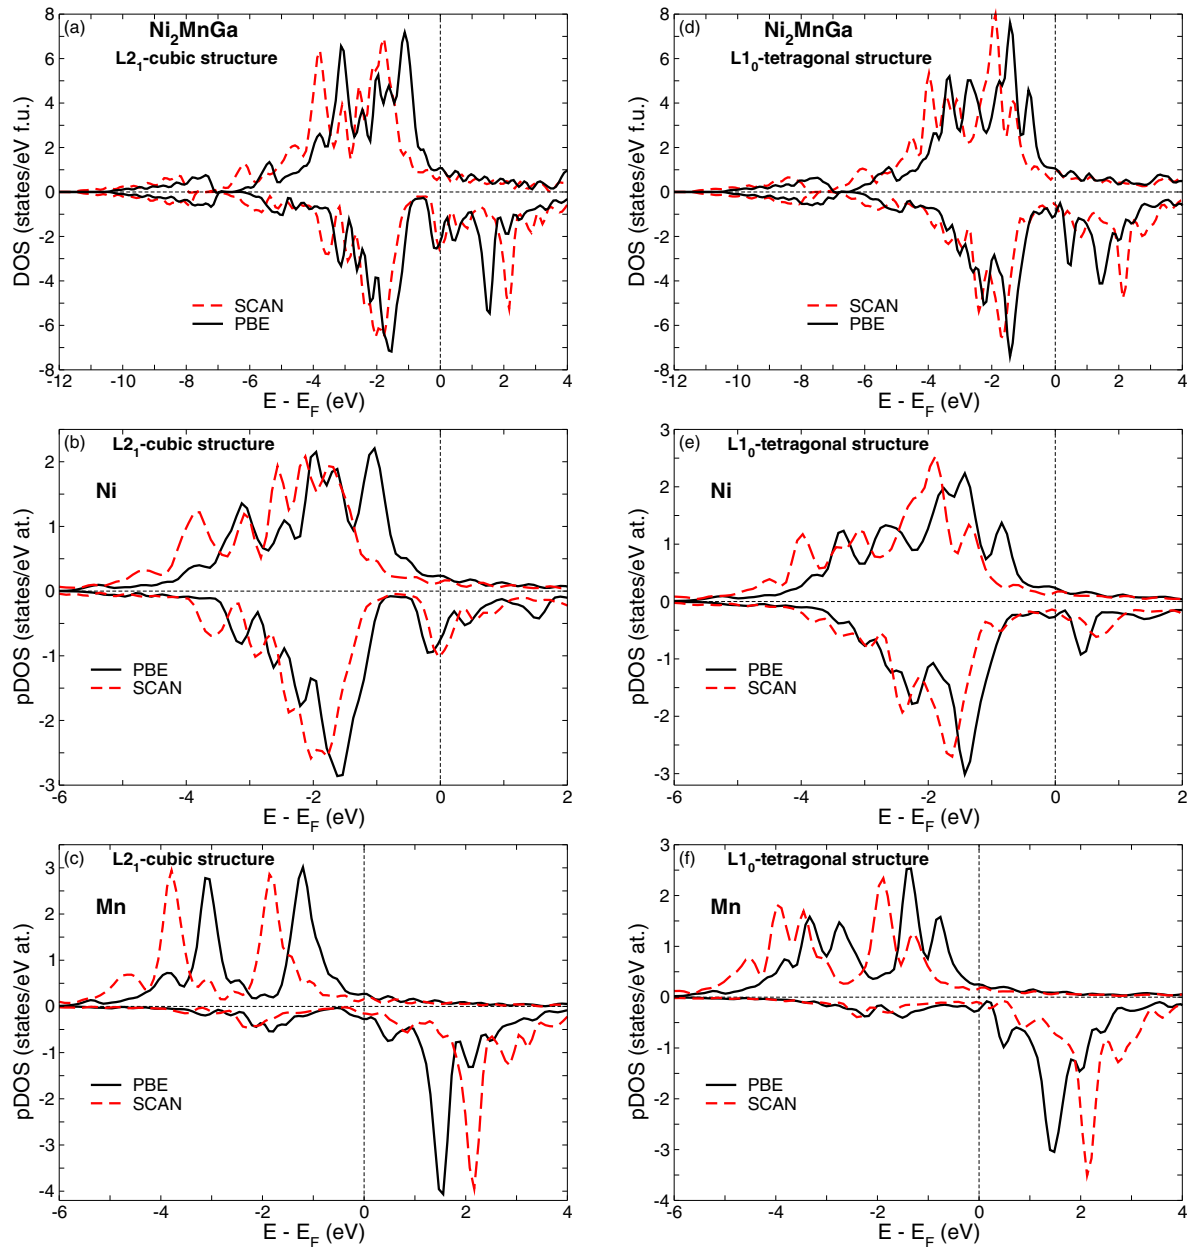 (a)
Ni2MnGa
L21-cubic structure
DOS (states/eV f.u.)
8
6
4
2
0
-2
-4
-6
-8
SCAN
PBE
-12 -10 -8 -6 -4 -2 0 2 4
E - EF (eV)
(d)
Ni2MnGa
L10-tetragonal structure
DOS (states/eV f.u.)
8
6
4
2
0
-2
-4
-6
-8
SCAN
PBE
-12 -10 -8 -6 -4 -2 0 2 4
E - EF (eV)
(b)
L21-cubic structure
Ni
pDOS (states/eV at.)
2
1
0
-1
-2
-3
PBE
SCAN
-6 -4 -2 0 2
E - EF (eV)
(e)
L10-tetragonal structure
Ni
pDOS (states/eV at.)
3
2
1
0
-1
-2
-3
PBE
SCAN
-6 -4 -2 0 2
E - EF (eV)
(c)
L21-cubic structure
Mn
pDOS (states/eV at.)
3
2
1
0
-1
-2
-3
-4
PBE
SCAN
-6 -4 -2 0 2 4
E - EF (eV)
(f)
L10-tetragonal structure
Mn
pDOS (states/eV at.)
3
2
1
0
-1
-2
-3
-4
PBE
SCAN
-6 -4 -2 0 2 4
E - EF (eV)